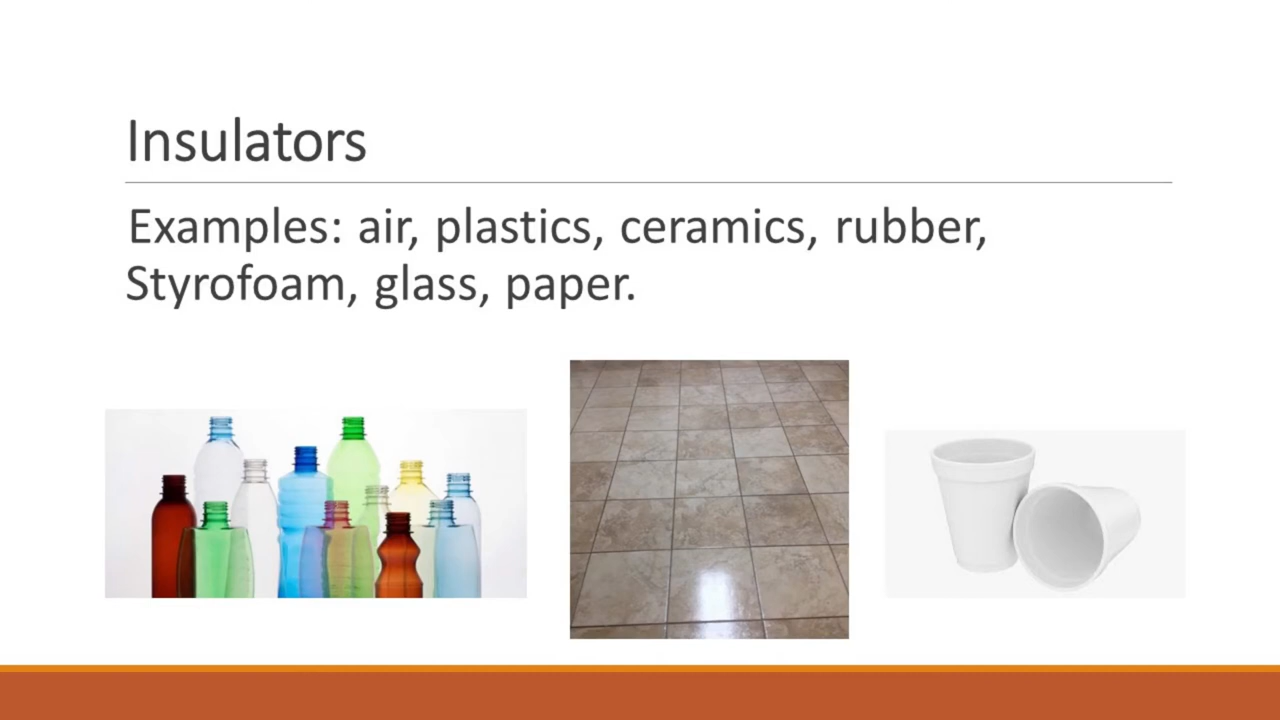 Insulators
Examples: air, plastics, ceramics, rubber,
Styrofoam, glass, paper.